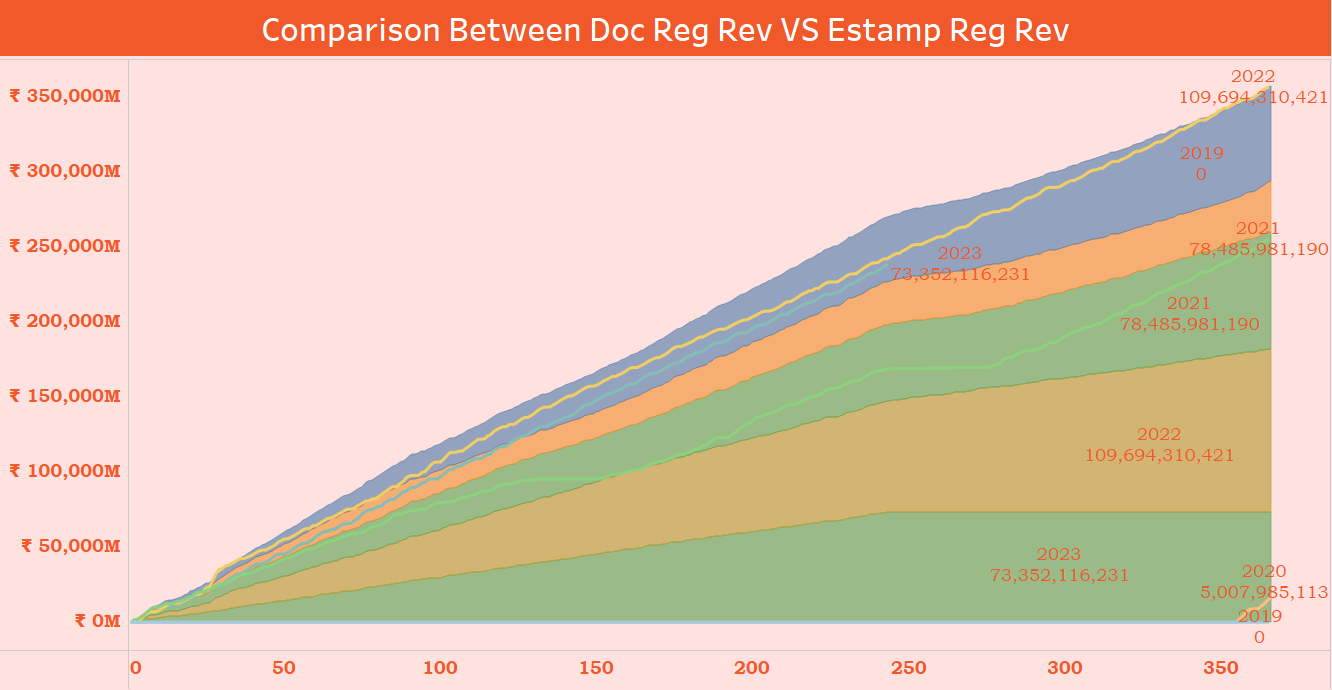 Comparison Between Doc Reg Rev VS Estamp Reg Rev
₹ 350,000M
₹ 300,000M
₹ 250,000M
₹ 200,000M
₹ 150,000M
₹ 100,000M
₹ 50,000M
₹ 0M
2022
109,694,310,421
2019
0
2021
78,485,981,190
2023
73,352,116,231
2021
78,485,981,190
2022
109,694,310,421
2023
73,352,116,231
2020
5,007,985,113
2019
0
0 50 100 150 200 250 300 350